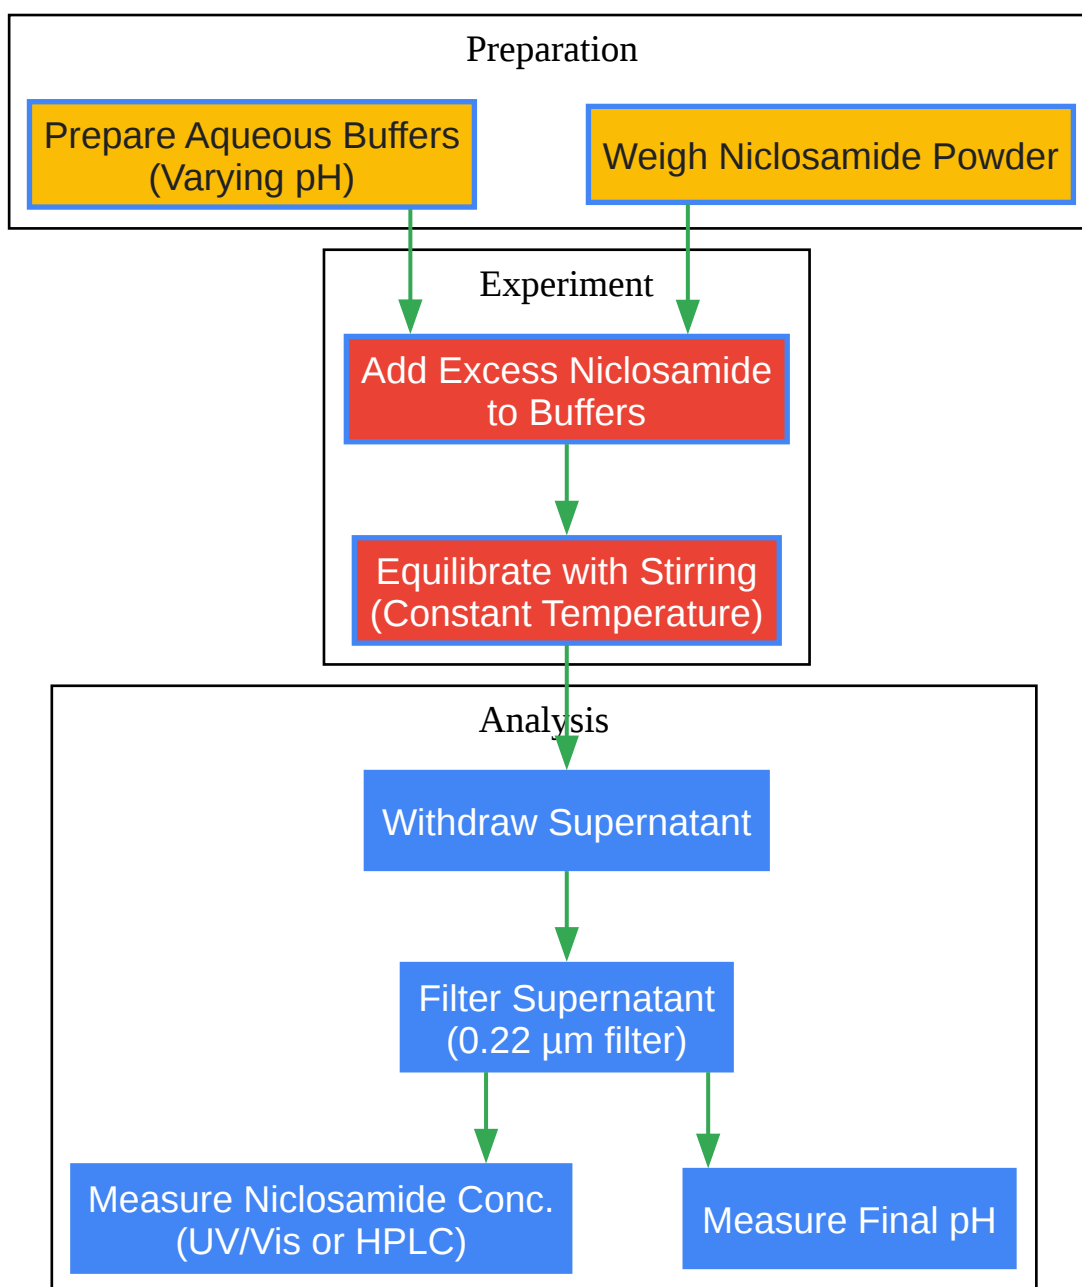 Preparation
Prepare Aqueous Buffers
(Varying pH)
Weigh Niclosamide Powder
Experiment
Add Excess Niclosamide
to Buffers
Equilibrate with Stirring
(Constant Temperature)
Analysis
Withdraw Supernatant
Filter Supernatant
(0.22 µm filter)
Measure Niclosamide Conc.
(UV/Vis or HPLC)
Measure Final pH